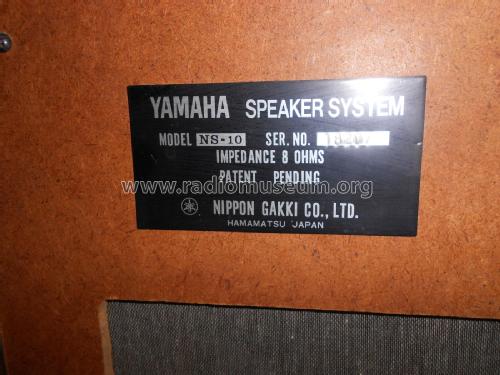 YAMAHA SPEAKER SYSTEM
MODEL NS-10 SER. NO.
IMPEDANCE 8 OHMS
PATENT PENDING
www.radiomuseum.org
NIPPON GAKKI CO., LTD.
HAMAMATSU JAPAN